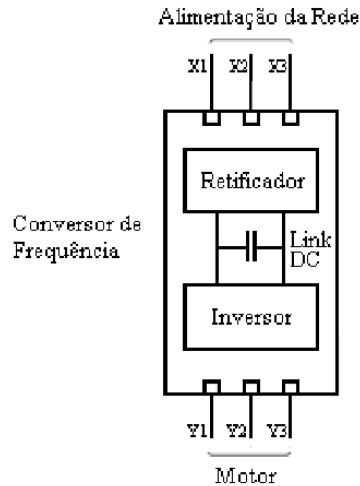 Alimentação da Rede
X1 X2 X3
Retificador
Conversor de
Frequência
Link
DC
Inversor
Y1 Y2 Y3
Motor